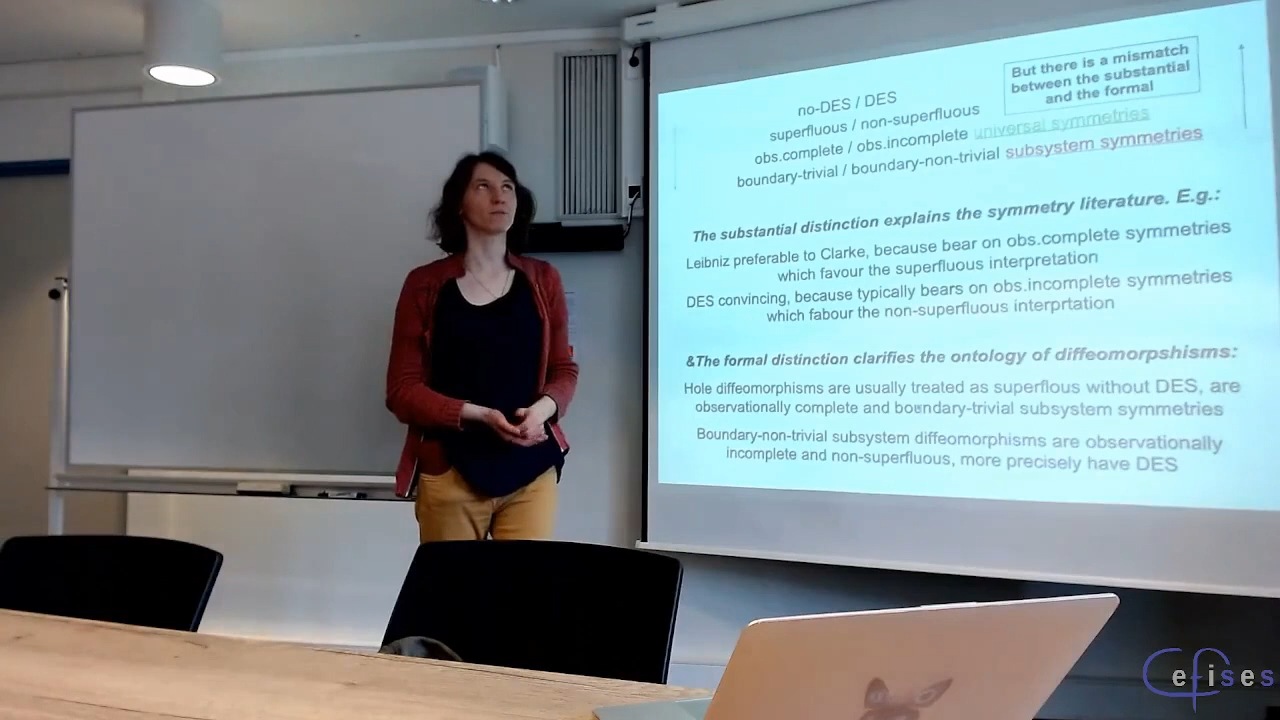 But there is a mismatch
between the substantial
and the formal
no-DES / DES
superfluous / non-superfluous
obs.complete / obs.incomplete universal symmetries
boundary-trivial / boundary-non-trivial subsystem symmetries
The substantial distinction explains the symmetry literature. E.g.:
Leibniz preferable to Clarke, because bear on obs.complete symmetries
which favour the superfluous interpretation
DES convincing, because typically bears on obs.incomplete symmetries
which fabour the non-superfluous interprtation
&The formal distinction clarifies the ontology of diffeomorpshisms:
Hole diffeomorphisms are usually treated as superflous without DES, are
observationally complete and boundary-trivial subsystem symmetries
Boundary-non-trivial subsystem diffeomorphisms are observationally
incomplete and non-superfluous, more precisely have DES
Cefises